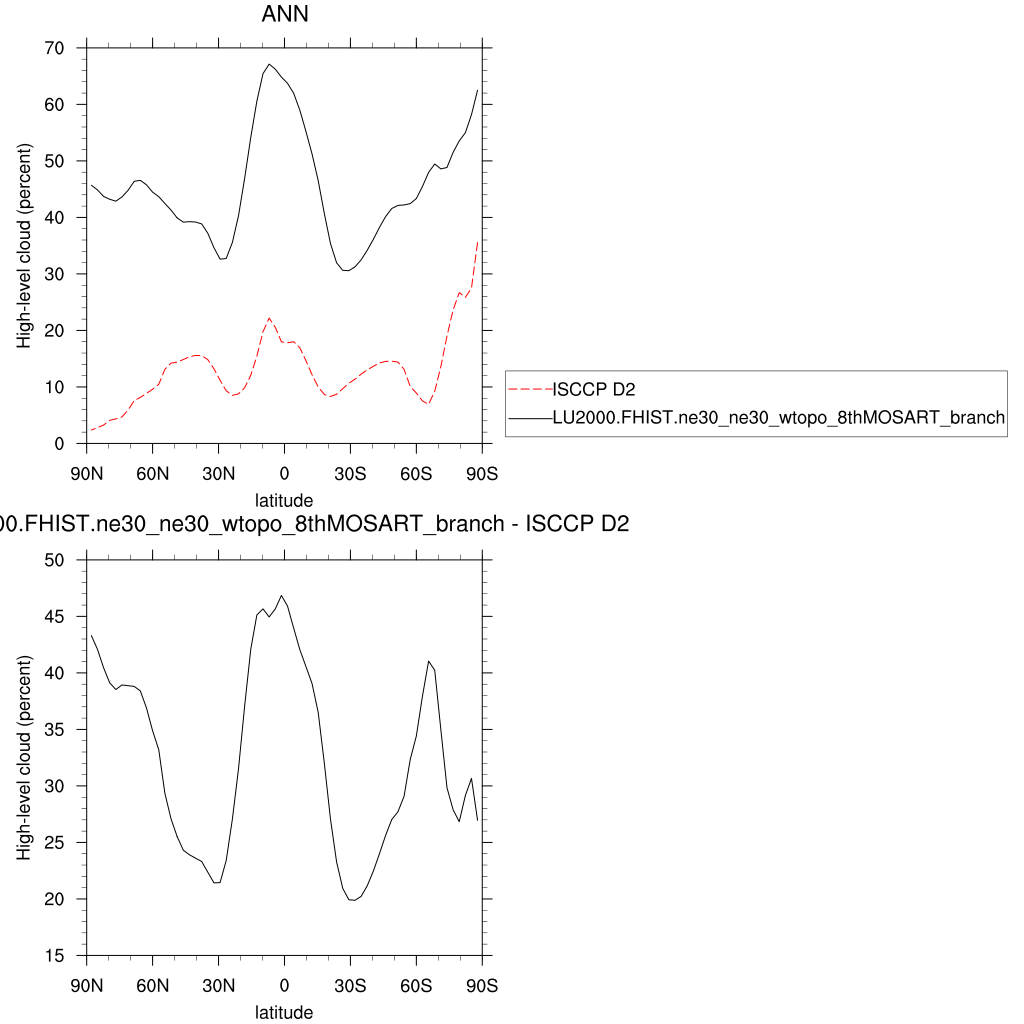 ANN
High-level cloud (percent)
70
60
50
40
30
20
10
0
90N 60N 30N 0 30S 60S 90S
latitude
ISCCP D2
LU2000.FHIST.ne30_ne30_wtopo_8thMOSART_branch
00.FHIST.ne30_ne30_wtopo_8thMOSART_branch - ISCCP D2
High-level cloud (percent)
50
45
40
35
30
25
20
15
90N 60N 30N 0 30S 60S 90S
latitude